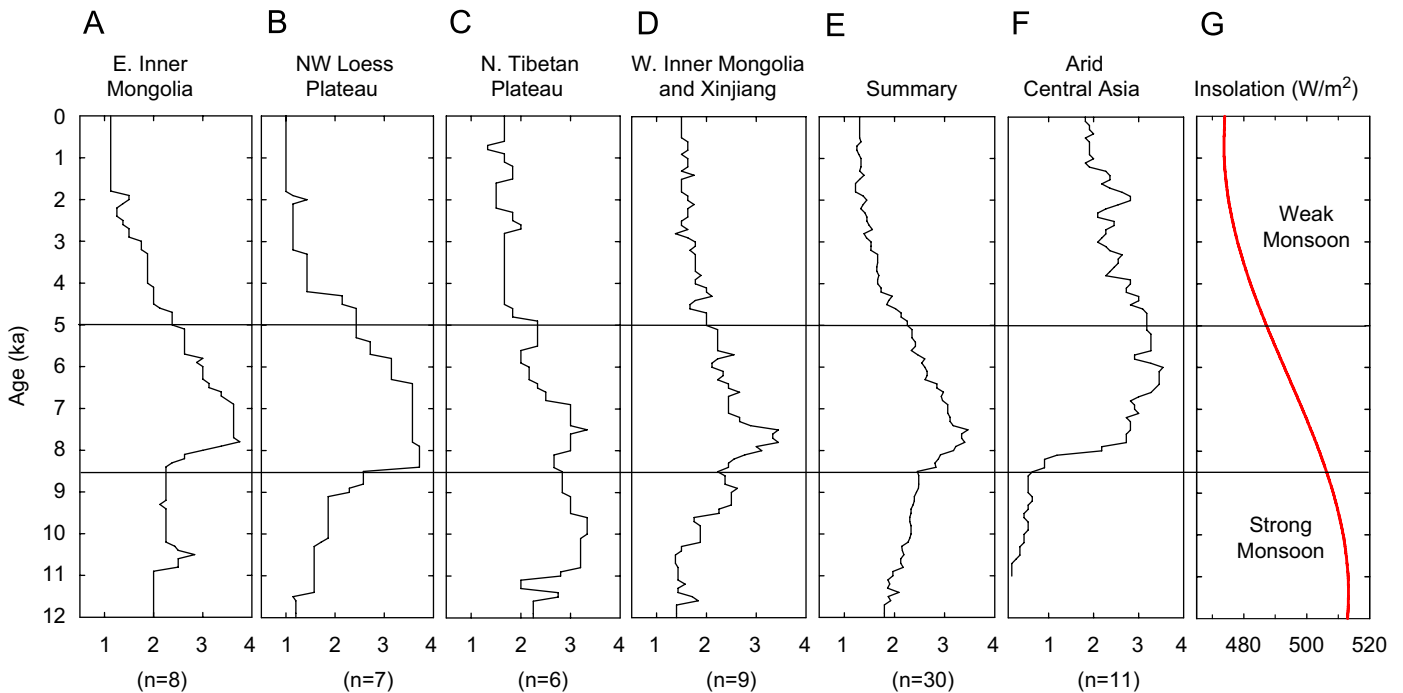 A B C D E F G
E. Inner
Mongolia
NW Loess
Plateau
N. Tibetan
Plateau
W. Inner Mongolia
and Xinjiang
Summary
Arid
Central Asia
Insolation (W/m²)
Age (ka)
0
1
2
3
4
5
6
7
8
9
10
11
12
Weak
Monsoon
Strong
Monsoon
1 2 3 4
1 2 3 4
1 2 3 4
1 2 3 4
1 2 3 4
1 2 3 4
480 500 520
(n=8) (n=7) (n=6) (n=9) (n=30) (n=11)